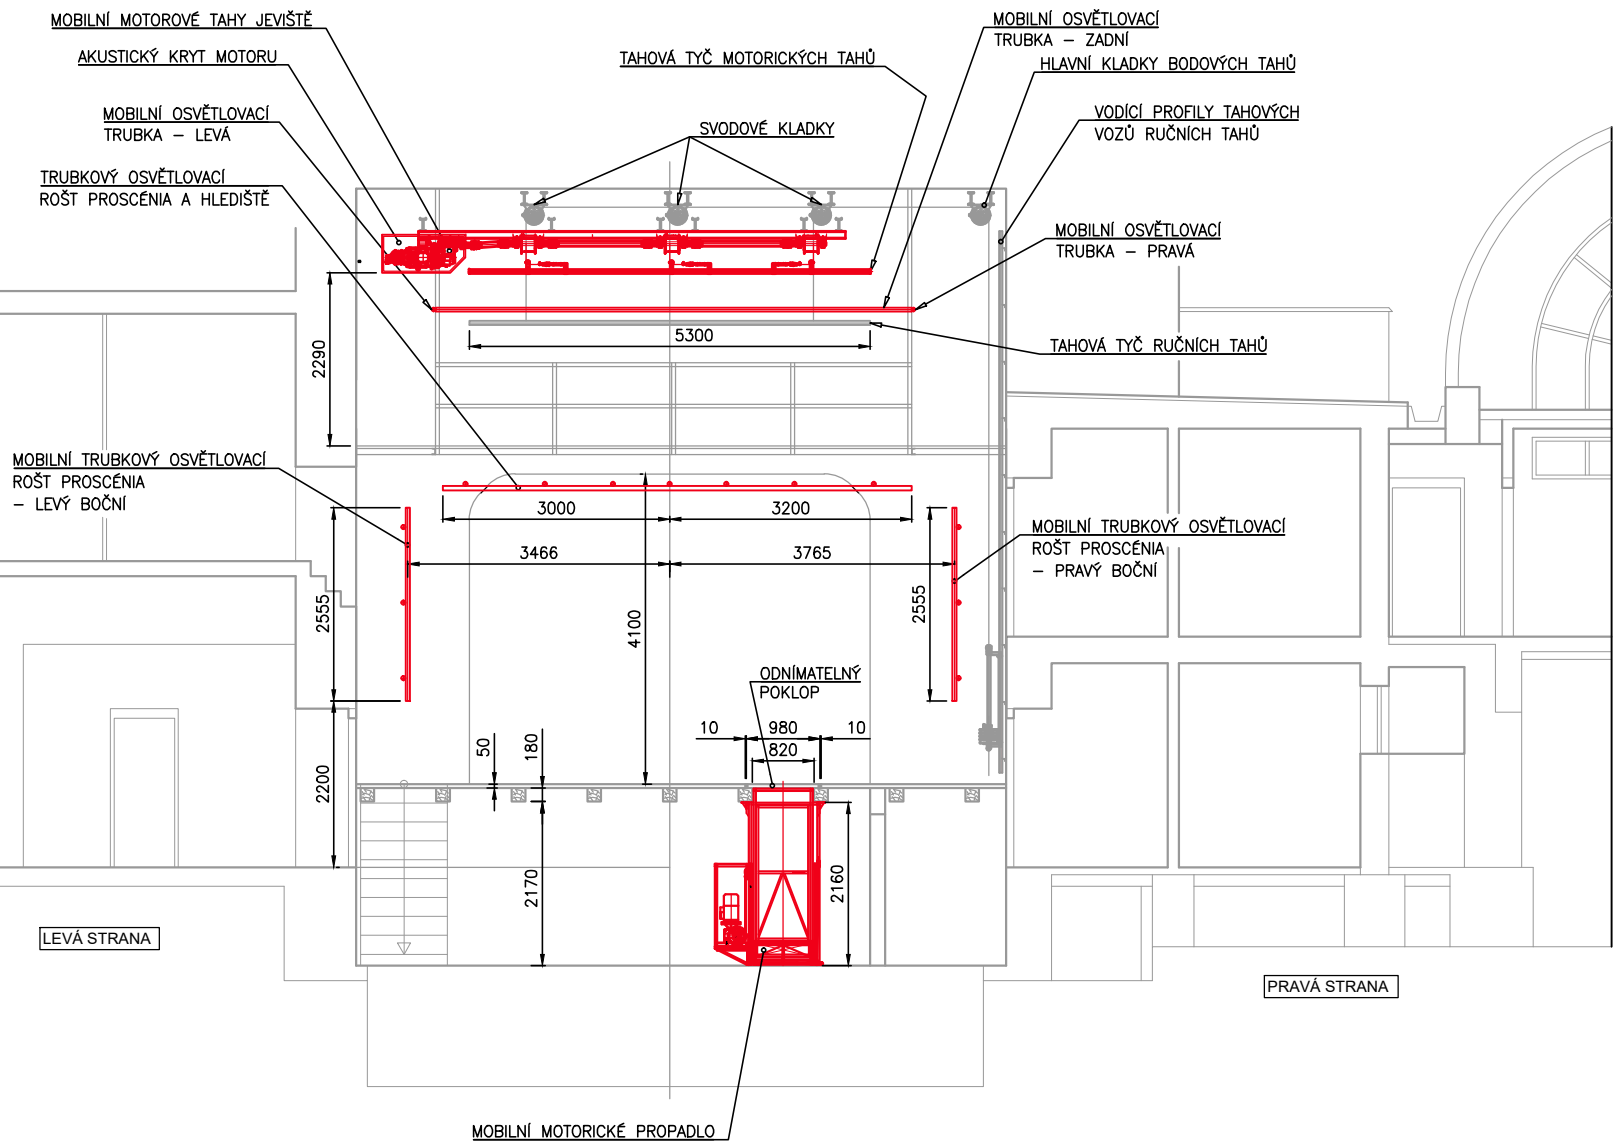 MOBILNÍ MOTOROVÉ TAHY JEVIŠTĚ
AKUSTICKÝ KRYT MOTORU
MOBILNÍ OSVĚTLOVACÍ
TRUBKA – LEVÁ
TRUBKOVÝ OSVĚTLOVACÍ
ROŠT PROSCÉNIA A HLEDIŠTĚ
TAHOVÁ TYČ MOTORICKÝCH TAHŮ
SVODOVÉ KLADKY
MOBILNÍ OSVĚTLOVACÍ
TRUBKA – ZADNÍ
HLAVNÍ KLADKY BODOVÝCH TAHŮ
VODÍCÍ PROFILY TAHOVÝCH
VOZŮ RUČNÍCH TAHŮ
MOBILNÍ OSVĚTLOVACÍ
TRUBKA – PRAVÁ
TAHOVÁ TYČ RUČNÍCH TAHŮ
5300
2290
MOBILNÍ TRUBKOVÝ OSVĚTLOVACÍ
ROŠT PROSCÉNIA
– LEVÝ BOČNÍ
3000
3200
3466
3765
MOBILNÍ TRUBKOVÝ OSVĚTLOVACÍ
ROŠT PROSCÉNIA
– PRAVÝ BOČNÍ
2555
4100
2555
ODNÍMATELNÝ
POKLOP
10
980
10
820
50
180
2200
2170
2160
LEVÁ STRANA
PRAVÁ STRANA
MOBILNÍ MOTORICKÉ PROPADLO